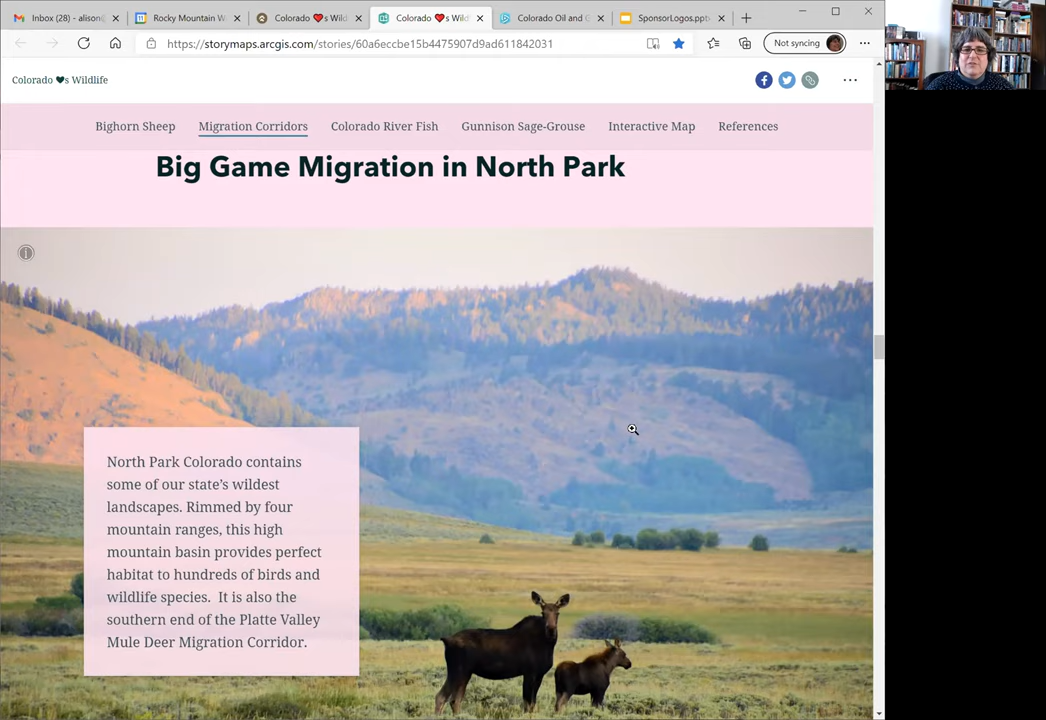 Inbox (28) - alison@
Rocky Mountain W
Colorado ❤️s Wild
Colorado ❤️s Wild
Colorado Oil and G
SponsorLogos.pptx
https://storymaps.arcgis.com/stories/60a6eccbe15b4475907d9ad611842031
Not syncing
Colorado ❤s Wildlife
Bighorn Sheep
Migration Corridors
Colorado River Fish
Gunnison Sage-Grouse
Interactive Map
References
Big Game Migration in North Park
North Park Colorado contains
some of our state's wildest
landscapes. Rimmed by four
mountain ranges, this high
mountain basin provides perfect
habitat to hundreds of birds and
wildlife species.  It is also the
southern end of the Platte Valley
Mule Deer Migration Corridor.